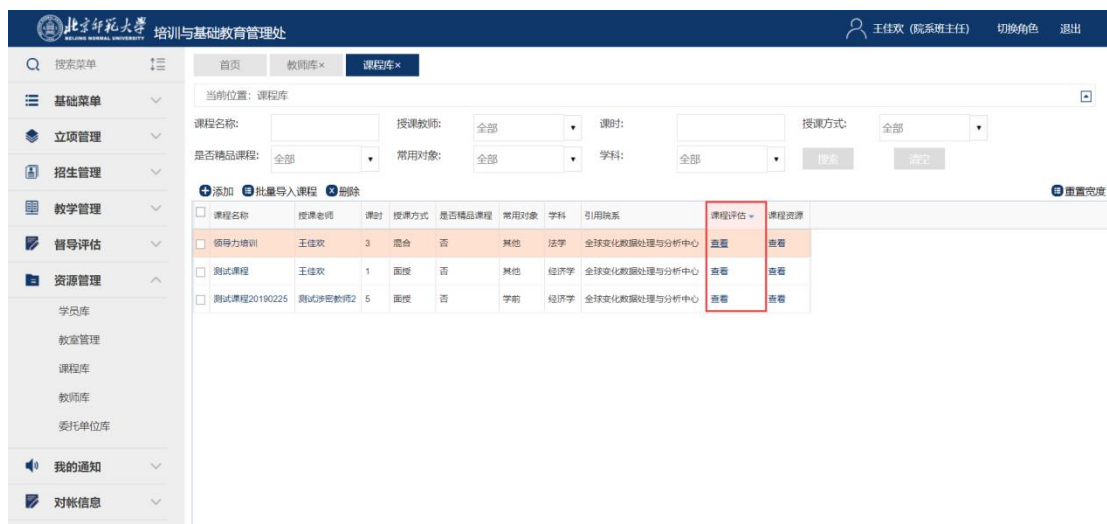 北京师范大学 培训与基础教育管理处 王佳欢 (院系班主任) 切换角色 退出
BEIJING NORMAL UNIVERSITY
搜索菜单 首页 教师库× 课程库×
基础菜单 当前位置: 课程库
立项管理 课程名称: 授课教师: 全部 课时: 授课方式: 全部
招生管理 是否精品课程: 全部 常用对象: 全部 学科: 全部 搜索 清空
添加 批量导入课程 删除 重置宽度
教学管理 课程名称 授课老师 课时 授课方式 是否精品课程 常用对象 学科 引用院系 课程评估 课程资源
督导评估 领导力培训 王佳欢 3 混合 否 其他 法学 全球变化数据处理与分析中心 查看 查看
资源管理 测试课程 王佳欢 1 面授 否 其他 经济学 全球变化数据处理与分析中心 查看 查看
学员库 测试课程20190225 测试涉密教师2 5 面授 否 学前 经济学 全球变化数据处理与分析中心 查看 查看
教室管理
课程库
教师库
委托单位库
我的通知
对帐信息